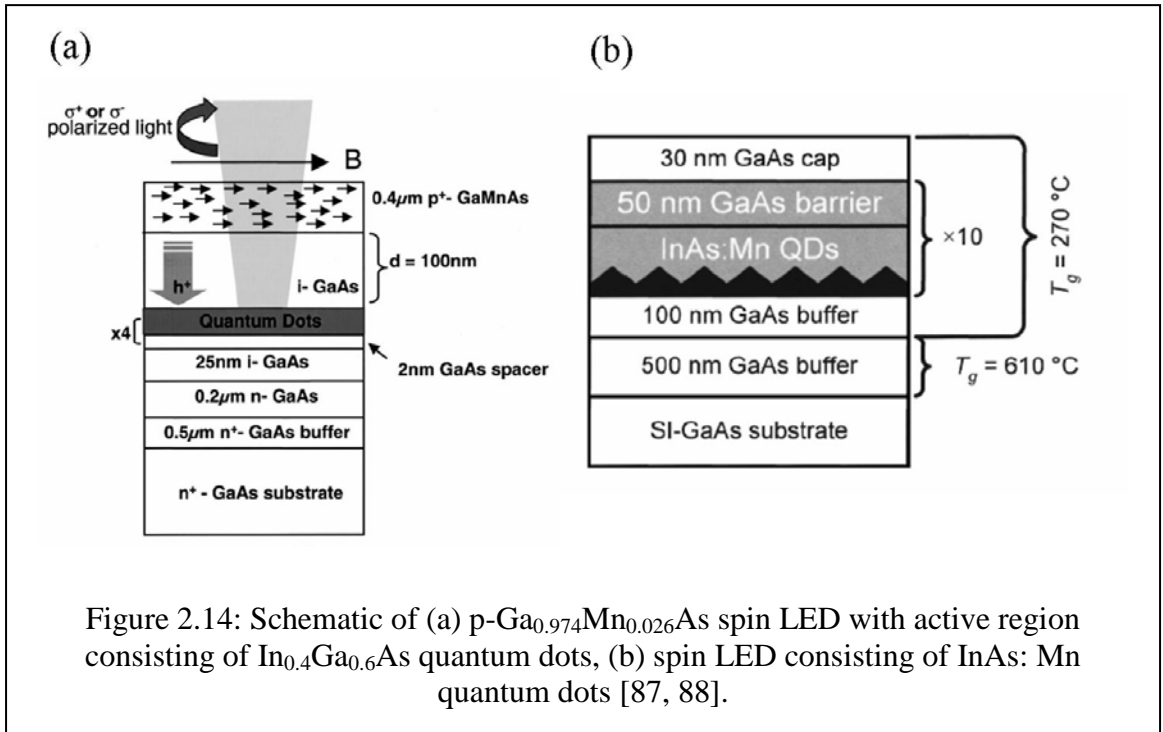 (a)
σ+ or σ-
polarized light
B
0.4μm p+- GaMnAs
d = 100nm
h+
i- GaAs
Quantum Dots
x4
25nm i- GaAs
2nm GaAs spacer
0.2μm n- GaAs
0.5μm n+- GaAs buffer
n+ - GaAs substrate
(b)
30 nm GaAs cap
50 nm GaAs barrier
InAs:Mn QDs
×10
100 nm GaAs buffer
Tg = 270 °C
500 nm GaAs buffer
Tg = 610 °C
SI-GaAs substrate
Figure 2.14: Schematic of (a) p-Ga0.974Mn0.026As spin LED with active region
consisting of In0.4Ga0.6As quantum dots, (b) spin LED consisting of InAs: Mn
quantum dots [87, 88].